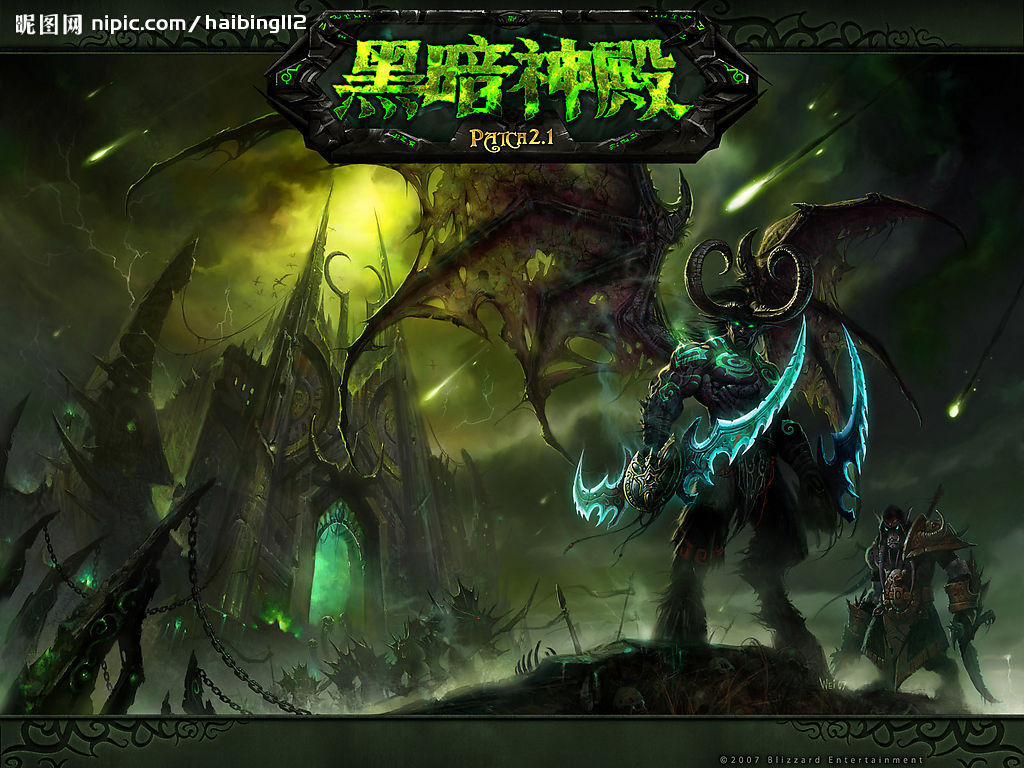 昵图网 nipic.com/haibingll2
黑暗神殿
PATCH 2.1
©2007 Blizzard Entertainment